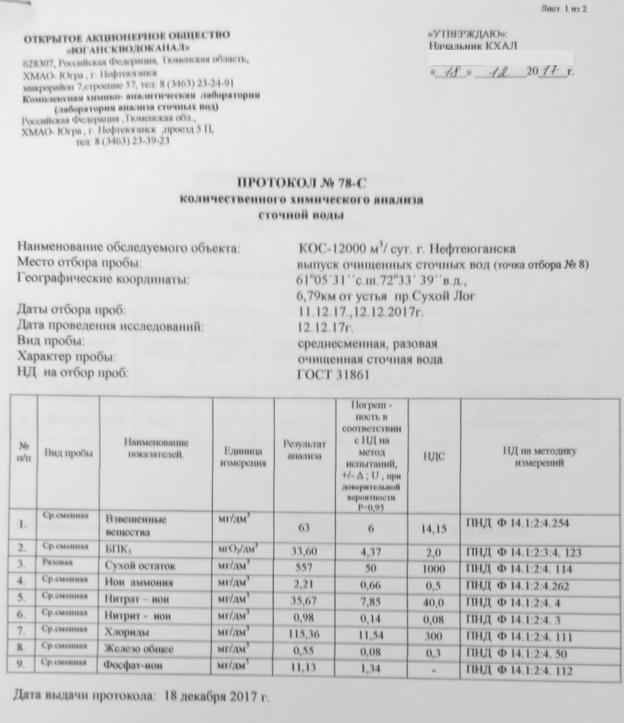 Лист 1 из 2
ОТКРЫТОЕ АКЦИОНЕРНОЕ ОБЩЕСТВО
«ЮГАНСКВОДОКАНАЛ»
628307, Российская Федерация, Тюменская область,
ХМАО- Югра , г. Нефтеюганск
микрорайон 7,строение 57, тел: 8 (3463) 23-24-91
Комплексная химико- аналитическая лаборатория
(лаборатория анализа сточных вод)
Российская Федерация ,Тюменская обл.,
ХМАО- Югра , г. Нефтеюганск ,проезд 5 П,
тел: 8 (3463) 23-39-23
«УТВЕРЖДАЮ»:
Начальник КХАЛ
« 18 » 12 2017 г.
ПРОТОКОЛ № 78-С
количественного химического анализа
сточной воды
Наименование обследуемого объекта: КОС-12000 м³/ сут. г. Нефтеюганска
Место отбора пробы: выпуск очищенных сточных вод (точка отбора № 8)
Географические координаты: 61°05´31´´с.ш.72°33´ 39´´в.д.,
6,79км от устья пр.Сухой Лог
Даты отбора проб: 11.12.17.,12.12.2017г.
Дата проведения исследований: 12.12.17г.
Вид пробы: среднесменная, разовая
Характер пробы: очищенная сточная вода
НД на отбор проб: ГОСТ 31861
№ п/п Вид пробы Наименование показателей. Единица измерения Результат анализа Погреш - ность в соответствии с НД на метод испытаний, +/- Δ ; U , при доверительной вероятности P=0,95 НДС НД на методику измерений
1. Ср.сменная Взвешенные вещества мг/дм³ 63 6 14,15 ПНД Ф 14.1:2:4.254
2. Ср.сменная БПК₅ мгО₂/дм³ 33,60 4,37 2,0 ПНД Ф 14.1:2:3:4. 123
3. Разовая Сухой остаток мг/дм³ 557 50 1000 ПНД Ф 14.1:2:4. 114
4. Ср.сменная Ион аммония мг/дм³ 2,21 0,66 0,5 ПНД Ф 14.1:2:4.262
5. Ср.сменная Нитрат – ион мг/дм³ 35,67 7,85 40,0 ПНД Ф 14.1:2:4. 4
6. Ср.сменная Нитрит - ион мг/дм³ 0,98 0,14 0,08 ПНД Ф 14.1:2:4. 3
7. Ср.сменная Хлориды мг/дм³ 115,36 11,54 300 ПНД Ф 14.1:2:4. 111
8. Ср.сменная Железо общее мг/дм³ 0,55 0,08 0,3 ПНД Ф 14.1:2:4. 50
9. Ср.сменная Фосфат-ион мг/дм³ 11,13 1,34 - ПНД Ф 14.1:2:4. 112
Дата выдачи протокола: 18 декабря 2017 г.